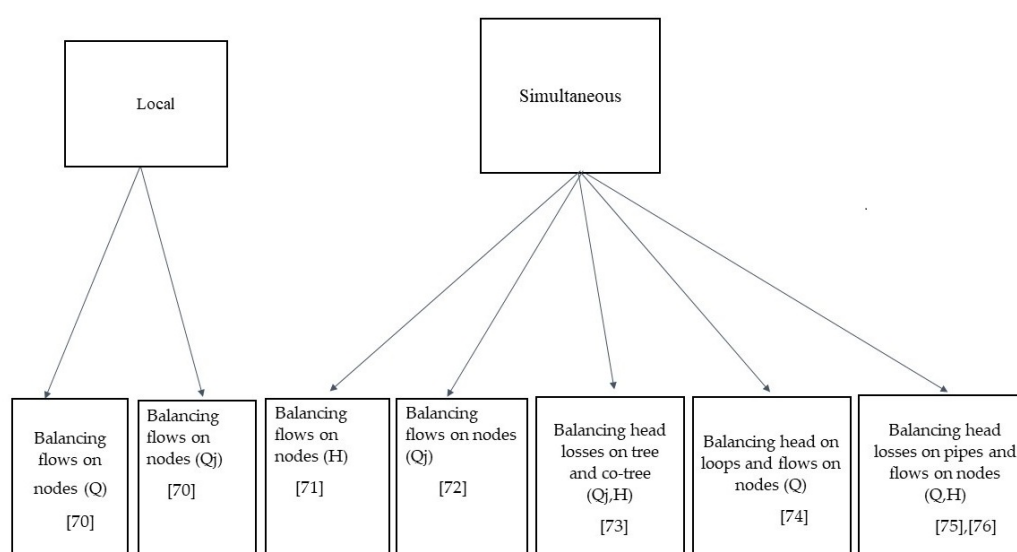 Local
Simultaneous
Balancing
flows on
nodes (Q)
[70]
Balancing
flows on
nodes (Qj)
[70]
Balancing
flows on
nodes (H)
[71]
Balancing
flows on nodes
(Qj)
[72]
Balancing head
losses on tree
and co-tree
(Qj,H)
[73]
Balancing head on
loops and flows on
nodes (Q)
[74]
Balancing head
losses on pipes and
flows on nodes
(Q,H)
[75],[76]